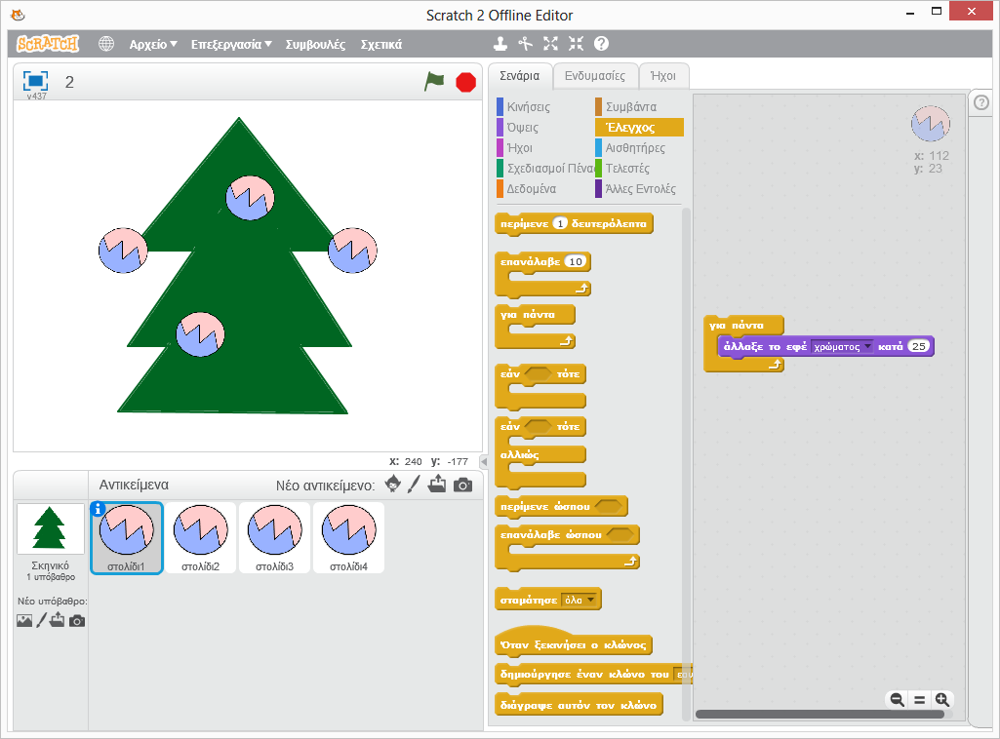 Scratch 2 Offline Editor
SCRATCH Αρχείο Επεξεργασία Συμβουλές Σχετικά
v437 2
Σενάρια Ενδυμασίες Ήχοι
Κινήσεις Συμβάντα
Όψεις Έλεγχος
Ήχοι Αισθητήρες
Σχεδιασμοί Πένας Τελεστές
Δεδομένα Άλλες Εντολές
x: 112
y: 23
περίμενε 1 δευτερόλεπτα
επανάλαβε 10
για πάντα
εάν τότε
εάν τότε
αλλιώς
περίμενε ώσπου
επανάλαβε ώσπου
σταμάτησε όλα
Όταν ξεκινήσει ο κλώνος
δημιούργησε έναν κλώνο του
διάγραψε αυτόν τον κλώνο
για πάντα
άλλαξε το εφέ χρώματος κατά 25
x: 240 y: -177
Αντικείμενα Νέο αντικείμενο:
Σκηνικό
1 υπόβαθρο
Νέο υπόβαθρο:
στολίδι1 στολίδι2 στολίδι3 στολίδι4